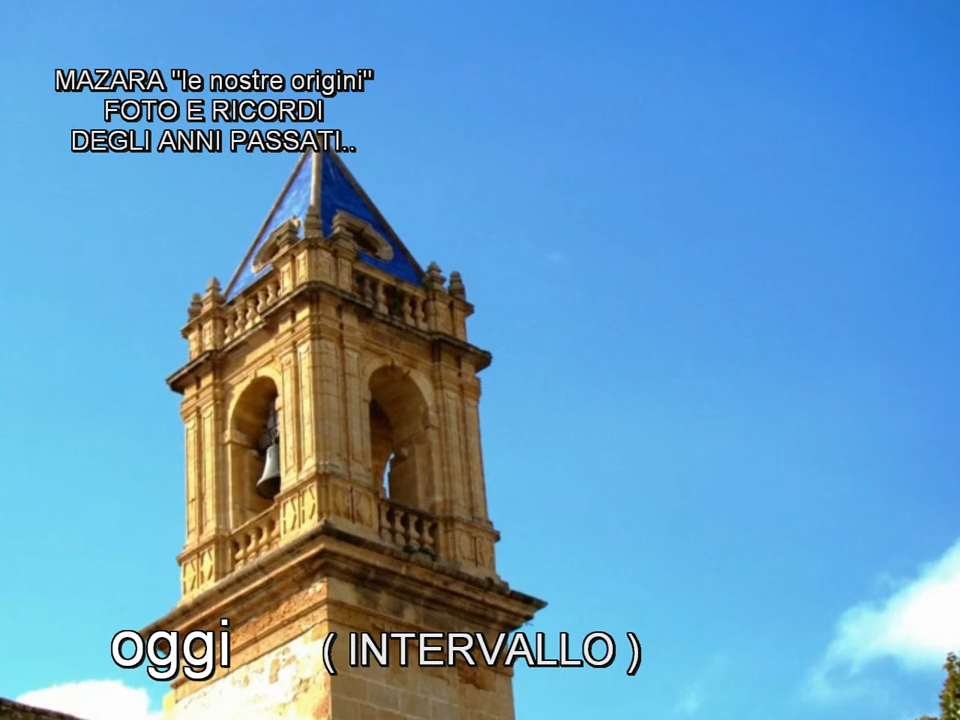 MAZARA "le nostre origini"
FOTO E RICORDI
DEGLI ANNI PASSATI..
oggi ( INTERVALLO )